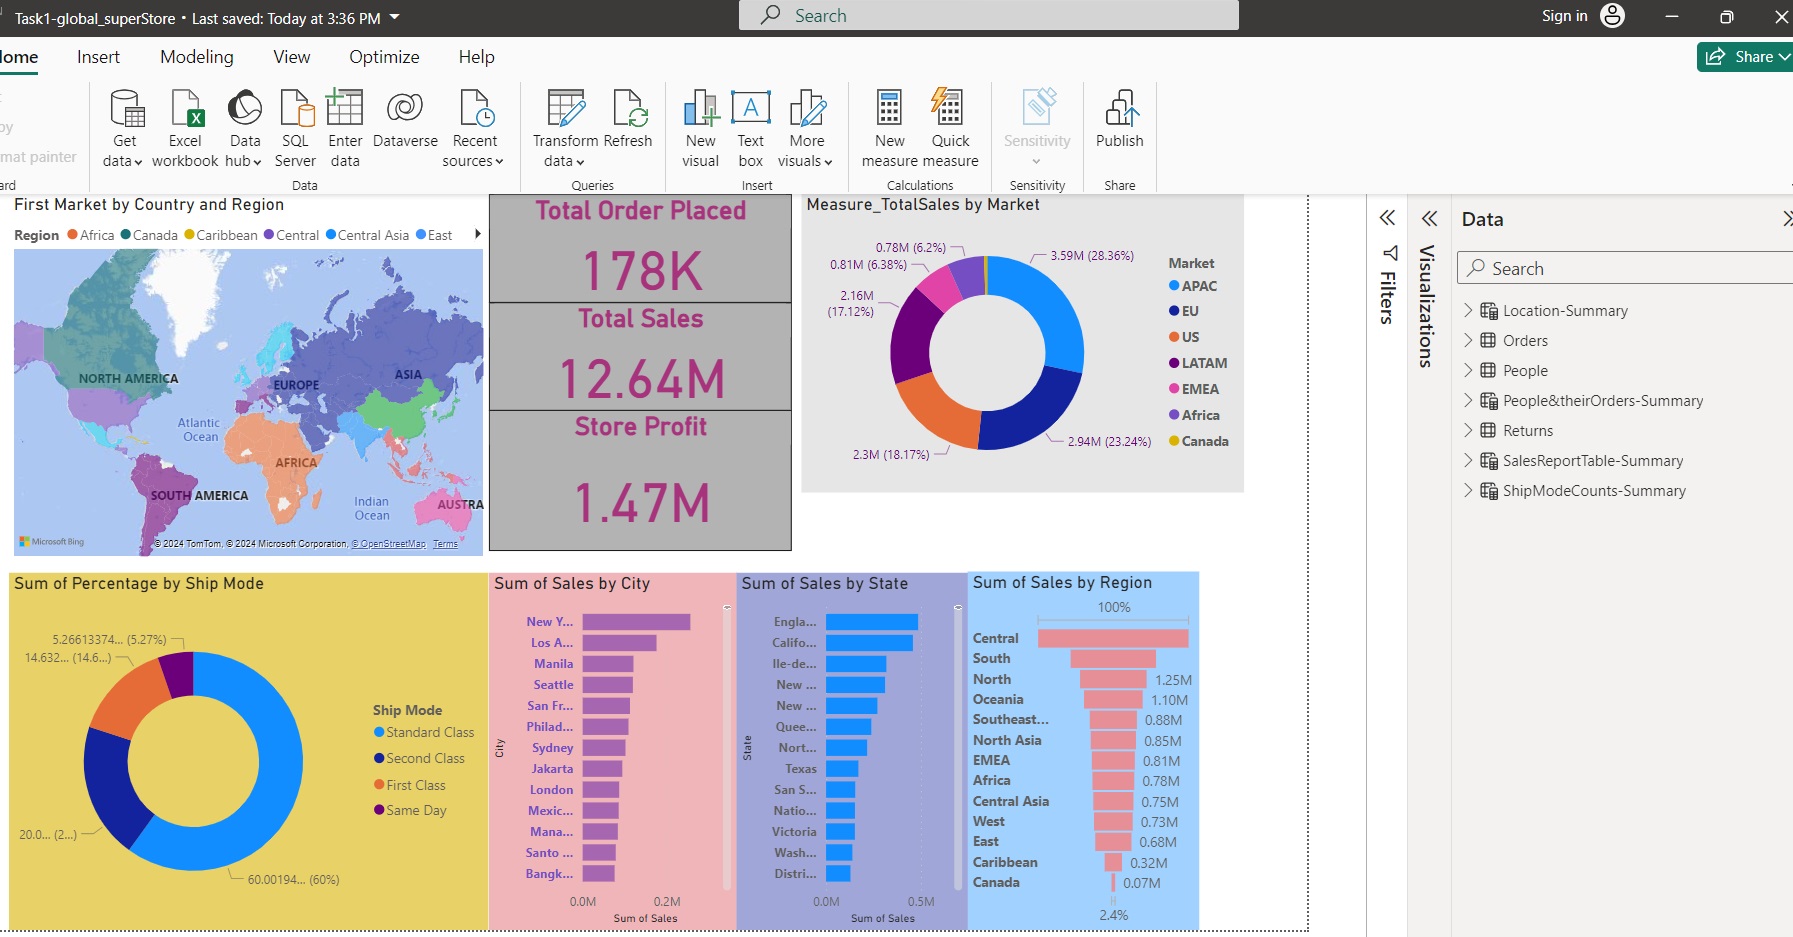 Task1-global_superStore • Last saved: Today at 3:36 PM
Search
Sign in
ome
Insert
Modeling
View
Optimize
Help
Share
mat painter
Get data
Excel workbook
Data hub
SQL Server
Enter data
Dataverse
Recent sources
Transform data
Refresh
New visual
Text box
More visuals
New measure
Quick measure
Sensitivity
Publish
Data
Queries
Insert
Calculations
Sensitivity
Share
First Market by Country and Region
Region
Africa
Canada
Caribbean
Central
Central Asia
East
NORTH AMERICA
EUROPE
ASIA
Atlantic
Ocean
AFRICA
SOUTH AMERICA
Indian
Ocean
AUSTRA
Microsoft Bing
© 2024 TomTom, © 2024 Microsoft Corporation, © OpenStreetMap Terms
Total Order Placed
178K
Total Sales
12.64M
Store Profit
1.47M
Measure_TotalSales by Market
0.78M (6.2%)
0.81M (6.38%)
2.16M
(17.12%)
3.59M (28.36%)
2.3M (18.17%)
2.94M (23.24%)
Market
APAC
EU
US
LATAM
EMEA
Africa
Canada
Sum of Percentage by Ship Mode
5.26613374... (5.27%)
14.632... (14.6...)
20.0... (2...)
60.00194... (60%)
Ship Mode
Standard Class
Second Class
First Class
Same Day
Sum of Sales by City
City
New Y...
Los A...
Manila
Seattle
San Fr...
Philad...
Sydney
Jakarta
London
Mexic...
Mana...
Santo ...
Bangk...
0.0M
0.2M
Sum of Sales
Sum of Sales by State
State
Engla...
Califo...
Ile-de...
New ...
New ...
Quee...
Nort...
Texas
San S...
Natio...
Victoria
Wash...
Distri...
0.0M
0.5M
Sum of Sales
Sum of Sales by Region
100%
Central
South
North 1.25M
Oceania 1.10M
Southeast... 0.88M
North Asia 0.85M
EMEA 0.81M
Africa 0.78M
Central Asia 0.75M
West 0.73M
East 0.68M
Caribbean 0.32M
Canada 0.07M
2.4%
Filters
Visualizations
Data
Search
Location-Summary
Orders
People
People&theirOrders-Summary
Returns
SalesReportTable-Summary
ShipModeCounts-Summary